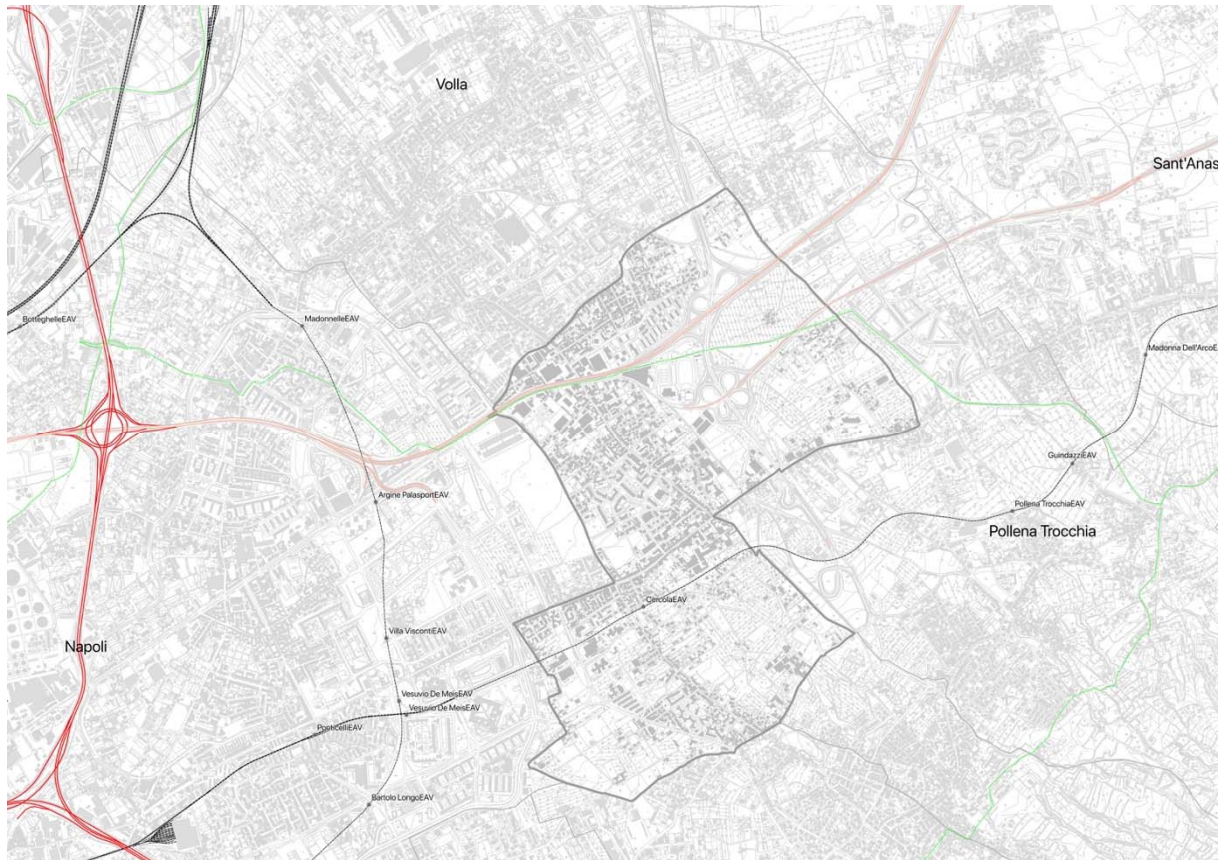 Volla
Sant'Anas
BotteghelleEAV
MadonnelleEAV
Madonna Dell'ArcoE
GuindazziEAV
Argine PalasportEAV
Pollena TrocchiaEAV
Pollena Trocchia
CercolaEAV
Villa ViscontiEAV
Napoli
Vesuvio De MeisEAV
Vesuvio De MeisEAV
PonticelliEAV
Bartolo LongoEAV